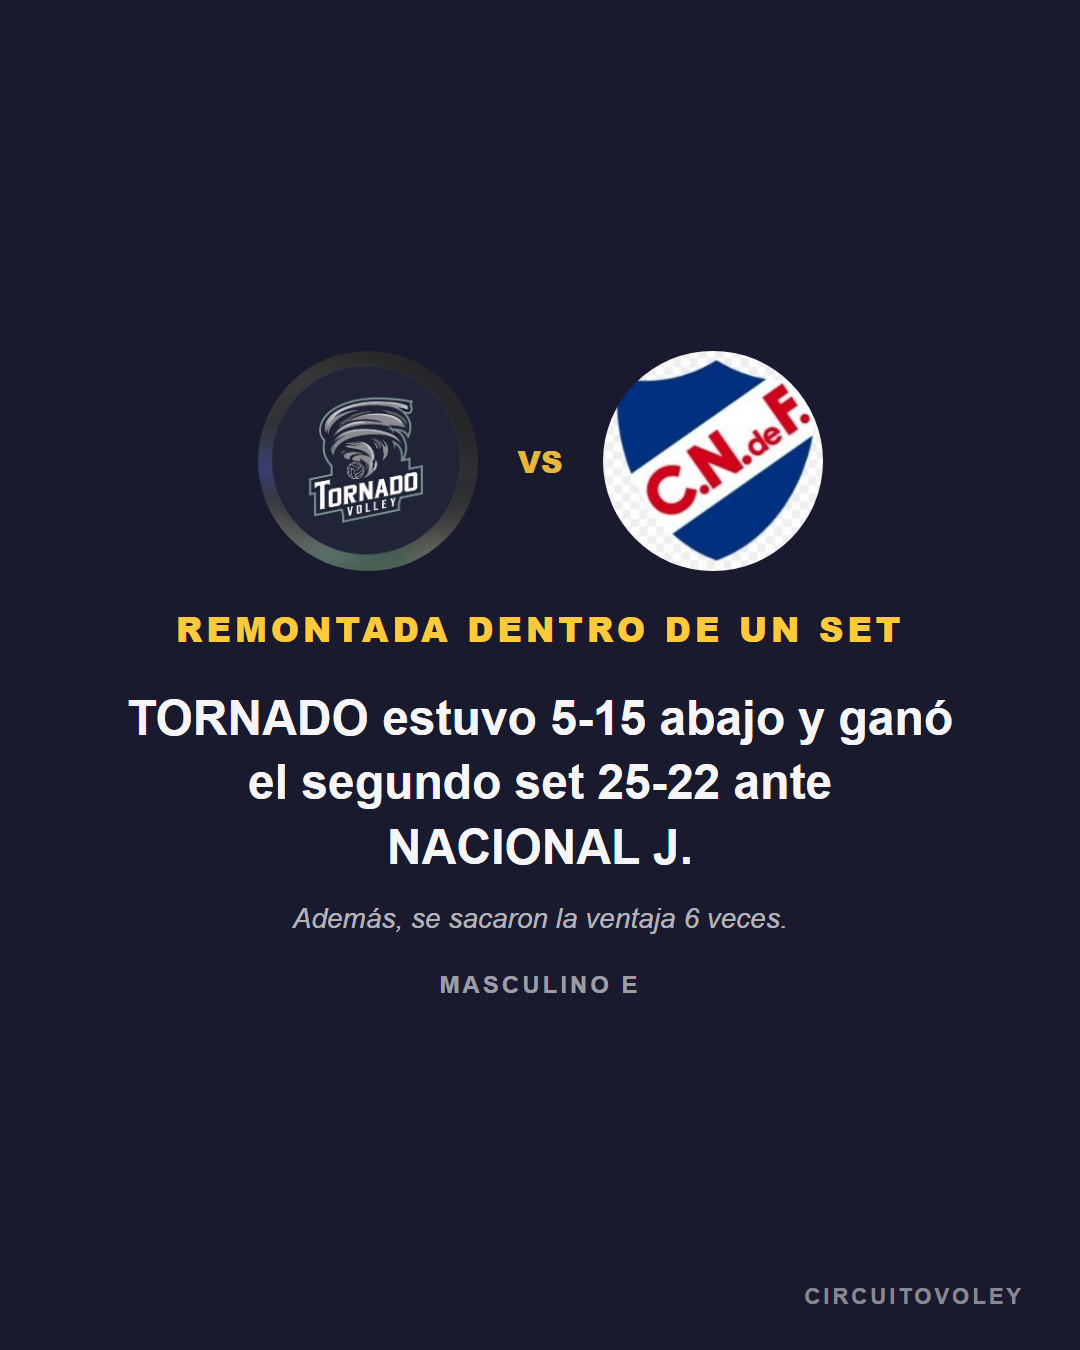 TORNADO
VOLLEY
vs
C.N.deF.
REMONTADA DENTRO DE UN SET
TORNADO estuvo 5-15 abajo y ganó
el segundo set 25-22 ante
NACIONAL J.
Además, se sacaron la ventaja 6 veces.
MASCULINO E
CIRCUITOVOLEY